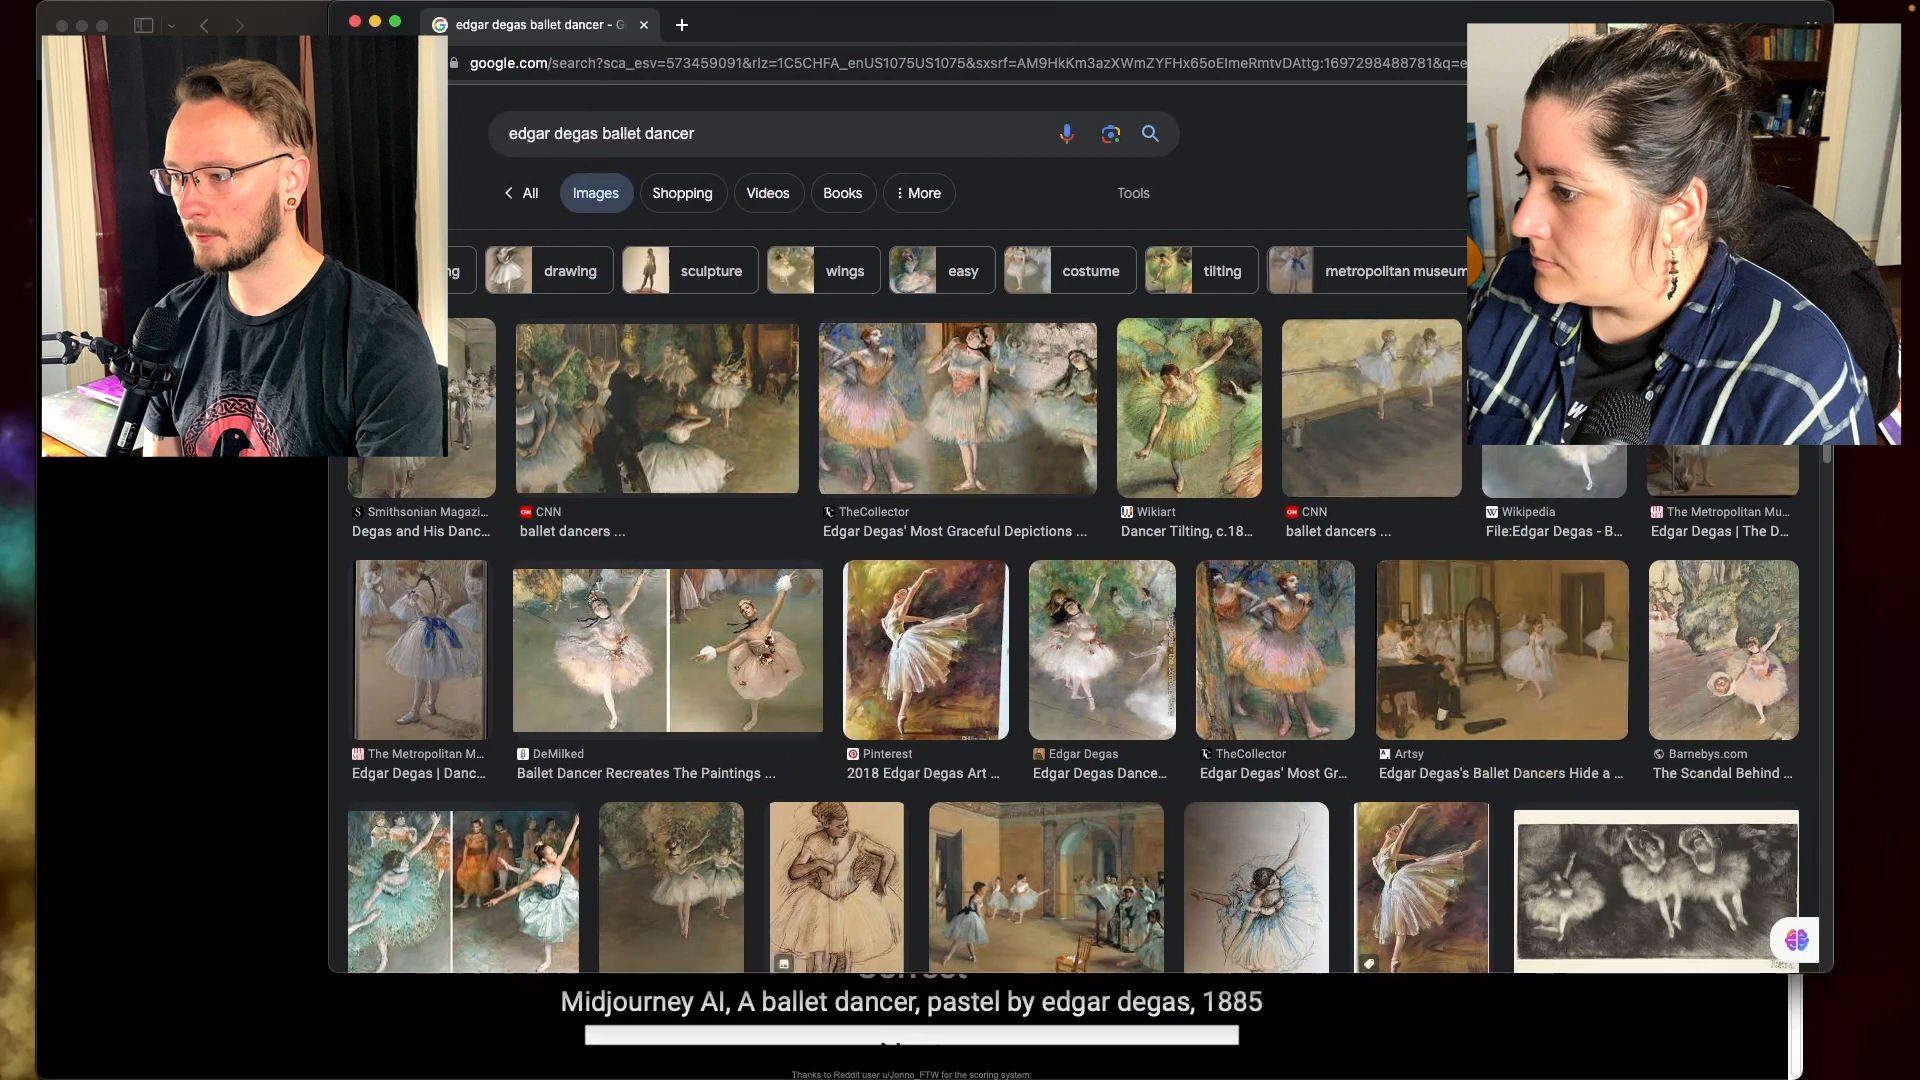 edgar degas ballet dancer - G
google.com/search?sca_esv=573459091&rlz=1C5CHFA_enUS1075US1075&sxsrf=AM9HkKm3azXWmZYFHx65oEImeRmtvDAttg:1697298488781&q=e
edgar degas ballet dancer
All
Images
Shopping
Videos
Books
More
Tools
ng
drawing
sculpture
wings
easy
costume
tilting
metropolitan museum
Smithsonian Magazi...
Degas and His Danc...
CNN
ballet dancers ...
TheCollector
Edgar Degas' Most Graceful Depictions ...
Wikiart
Dancer Tilting, c.18...
CNN
ballet dancers ...
Wikipedia
File:Edgar Degas - B...
The Metropolitan Mu...
Edgar Degas | The D...
The Metropolitan M...
Edgar Degas | Danc...
DeMilked
Ballet Dancer Recreates The Paintings ...
Pinterest
2018 Edgar Degas Art ...
Edgar Degas
Edgar Degas Dance...
TheCollector
Edgar Degas' Most Gr...
Artsy
Edgar Degas's Ballet Dancers Hide a ...
Barnebys.com
The Scandal Behind ...
Correct
Midjourney AI, A ballet dancer, pastel by edgar degas, 1885
Thanks to Reddit user u/Jonno_FTW for the scoring system.